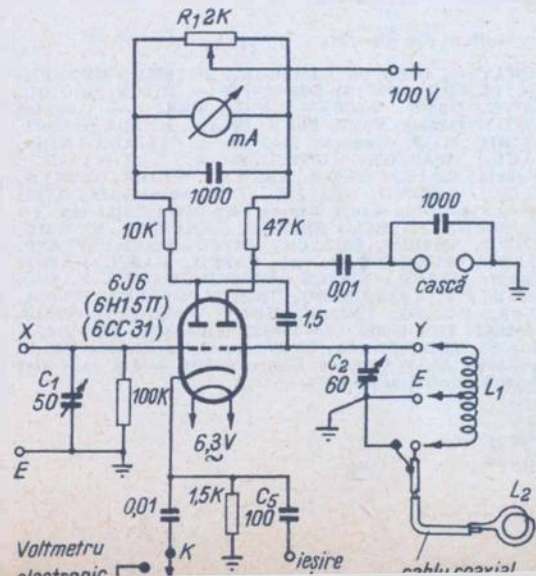 R₁ 2K
+
100V
mA
1000
10K
47K
1000
0,01
cască
6J6
(6H15П)
(6CC31)
1,5
X
Y
C₁
50
100K
C₂
60
E
L₁
6,3V
~
E
0,01
1,5K
C₅
100
L₂
K
ieșire
Voltmetru
electronic
cablu coaxial